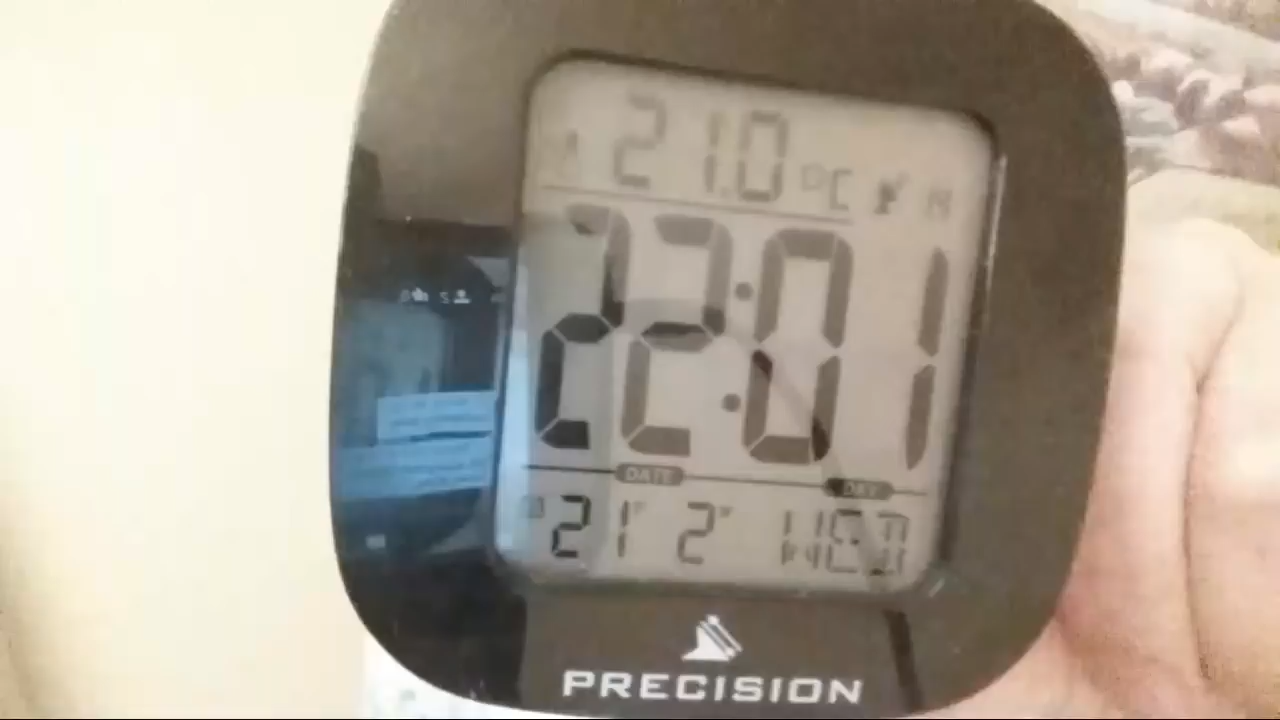 21.0 °C M
22:01
DATE DAY
D 21 M 2 M WED
PRECISION